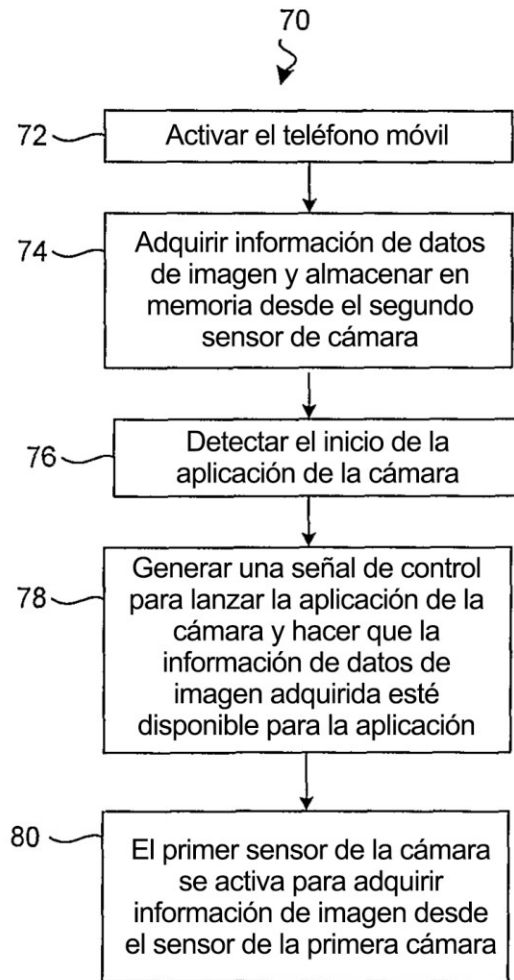 70
72
Activar el teléfono móvil
74
Adquirir información de datos
de imagen y almacenar en
memoria desde el segundo
sensor de cámara
76
Detectar el inicio de la
aplicación de la cámara
78
Generar una señal de control
para lanzar la aplicación de la
cámara y hacer que la
información de datos de
imagen adquirida esté
disponible para la aplicación
80
El primer sensor de la cámara
se activa para adquirir
información de imagen desde
el sensor de la primera cámara